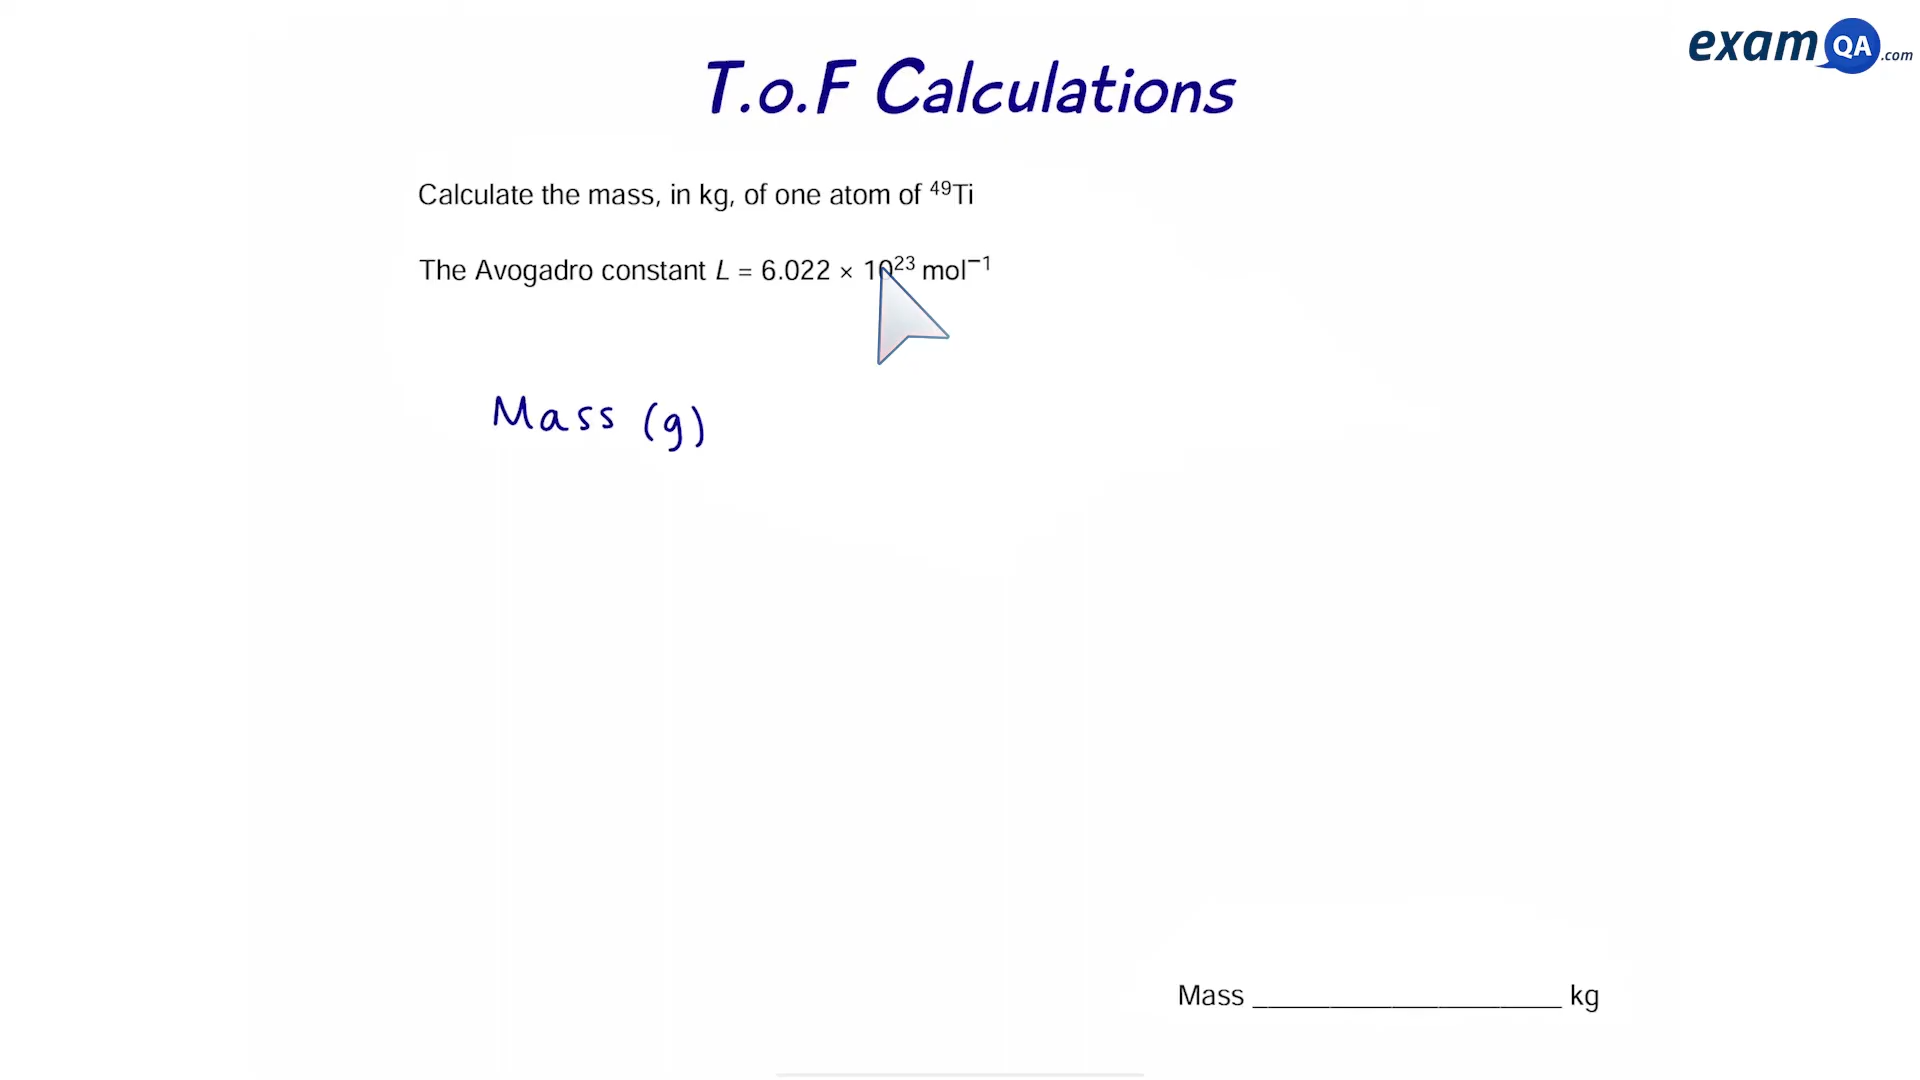 examQA.com
T.o.F Calculations
Calculate the mass, in kg, of one atom of ⁴⁹Ti
The Avogadro constant L = 6.022 × 10²³ mol⁻¹
Mass (g)
Mass ____________________ kg